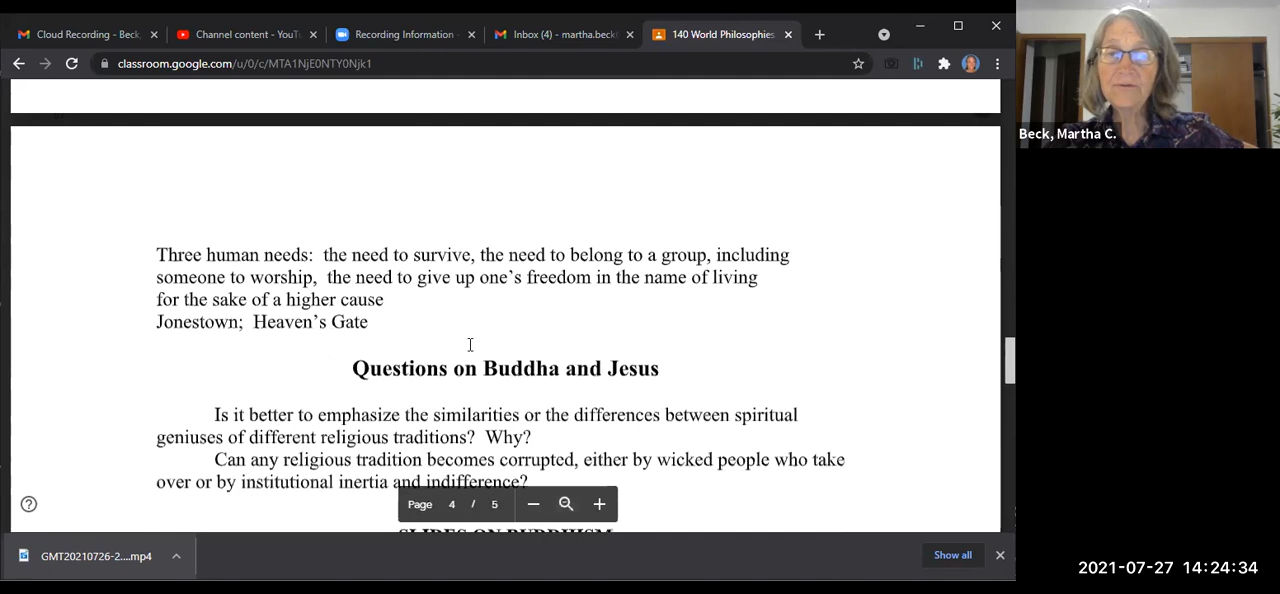 Cloud Recording - Beck,
Channel content - YouTu
Recording Information -
Inbox (4) - martha.beck
140 World Philosophies
classroom.google.com/u/0/c/MTA1NjE0NTY0Njk1
Beck, Martha C.
Three human needs: the need to survive, the need to belong to a group, including
someone to worship, the need to give up one's freedom in the name of living
for the sake of a higher cause
Jonestown; Heaven's Gate
Questions on Buddha and Jesus
Is it better to emphasize the similarities or the differences between spiritual
geniuses of different religious traditions? Why?
Can any religious tradition becomes corrupted, either by wicked people who take
over or by institutional inertia and indifference?
Page 4 / 5
SLIDES ON BUDDHISM
GMT20210726-2....mp4
Show all
2021-07-27 14:24:34